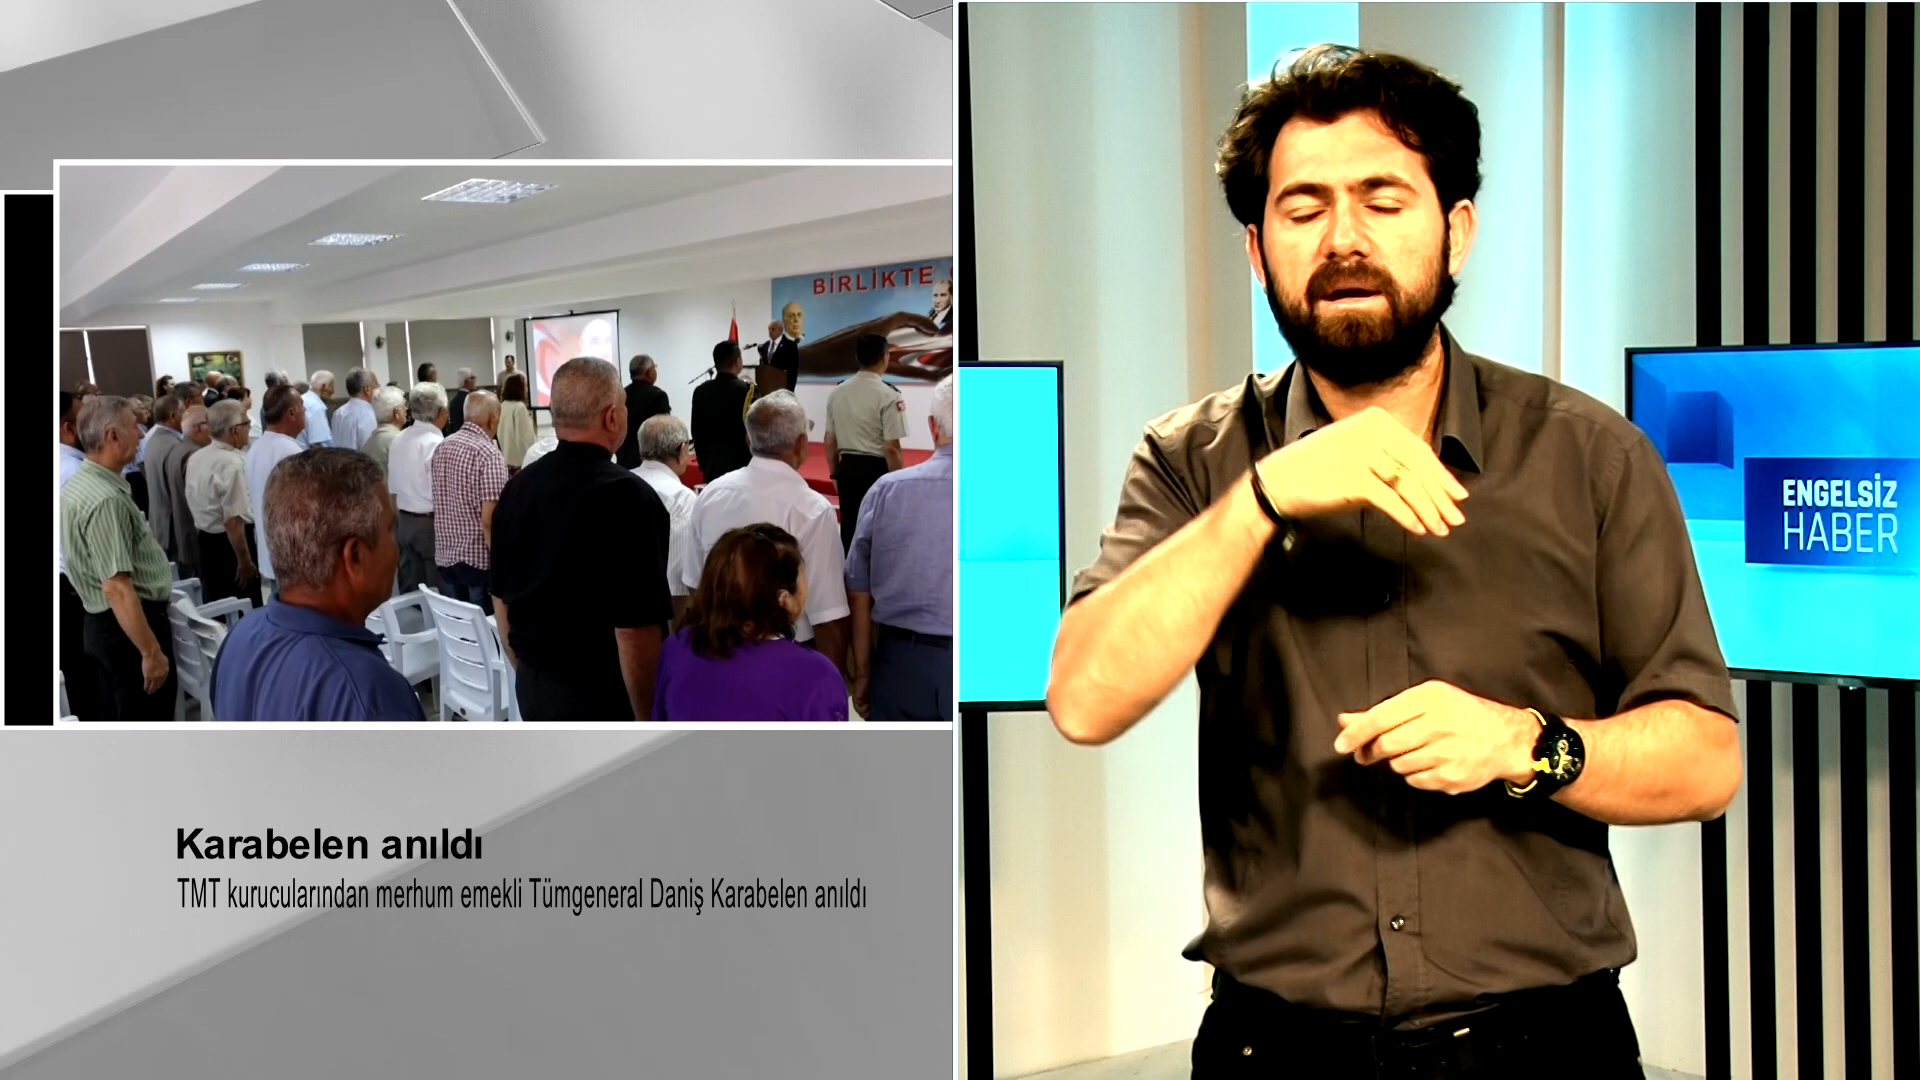 BİRLİKTE
Karabelen anıldı
TMT kurucularından merhum emekli Tümgeneral Daniş Karabelen anıldı
ENGELSİZ
HABER